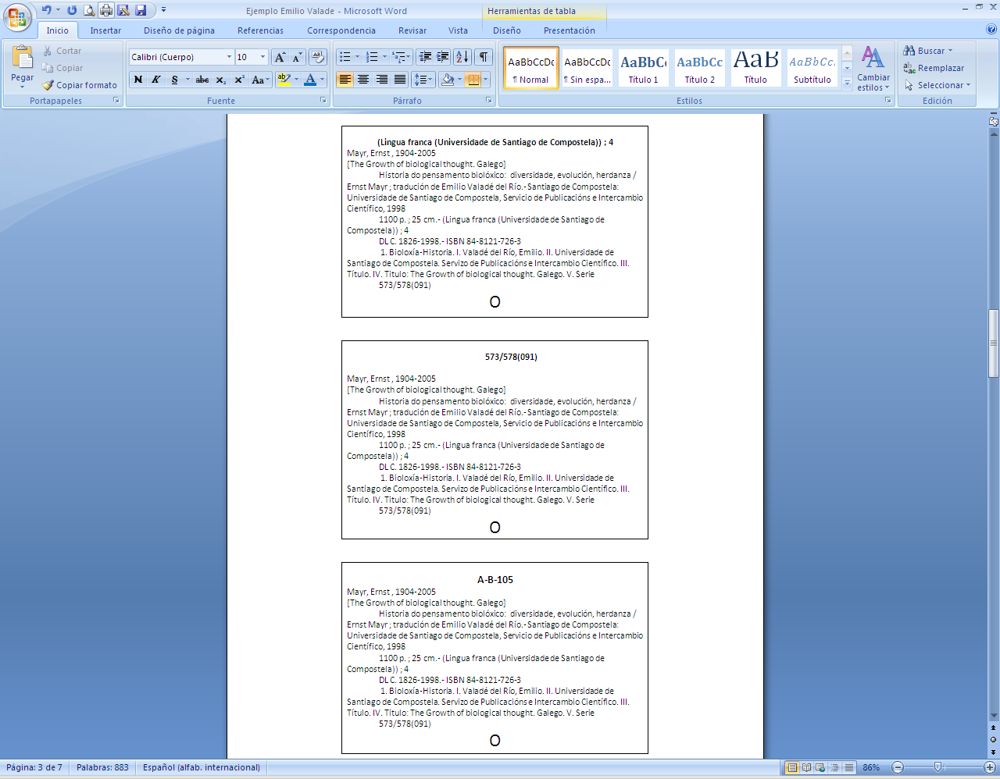 Ejemplo Emilio Valade - Microsoft Word
Herramientas de tabla
Inicio
Insertar
Diseño de página
Referencias
Correspondencia
Revisar
Vista
Diseño
Presentación
Pegar
Cortar
Copiar
Copiar formato
Portapapeles
Calibri (Cuerpo)
10
N K S abc x₂ x² Aa
Fuente
Párrafo
AaBbCcDc
¶ Normal
AaBbCcDc
¶ Sin espa...
AaBbCc
Título 1
AaBbCc
Título 2
AaB
Título
AaBbCc.
Subtítulo
Cambiar
estilos
Estilos
Buscar
Reemplazar
Seleccionar
Edición
(Lingua franca (Universidade de Santiago de Compostela)) ; 4
Mayr, Ernst , 1904-2005
[The Growth of biological thought. Galego]
Historia do pensamento biolóxico: diversidade, evolución, herdanza /
Ernst Mayr ; tradución de Emilio Valadé del Río.- Santiago de Compostela:
Universidade de Santiago de Compostela, Servicio de Publicacións e Intercambio
Científico, 1998
1100 p. ; 25 cm.- (Lingua franca (Universidade de Santiago de
Compostela)) ; 4
DL C. 1826-1998.- ISBN 84-8121-726-3
1. Bioloxía-Historia. I. Valadé del Río, Emilio. II. Universidade de
Santiago de Compostela. Servizo de Publicacións e Intercambio Científico. III.
Título. IV. Titulo: The Growth of biological thought. Galego. V. Serie
573/578(091)
O
573/578(091)
Mayr, Ernst , 1904-2005
[The Growth of biological thought. Galego]
Historia do pensamento biolóxico: diversidade, evolución, herdanza /
Ernst Mayr ; tradución de Emilio Valadé del Río.- Santiago de Compostela:
Universidade de Santiago de Compostela, Servicio de Publicacións e Intercambio
Científico, 1998
1100 p. ; 25 cm.- (Lingua franca (Universidade de Santiago de
Compostela)) ; 4
DL C. 1826-1998.- ISBN 84-8121-726-3
1. Bioloxía-Historia. I. Valadé del Río, Emilio. II. Universidade de
Santiago de Compostela. Servizo de Publicacións e Intercambio Científico. III.
Título. IV. Titulo: The Growth of biological thought. Galego. V. Serie
573/578(091)
O
A-B-105
Mayr, Ernst , 1904-2005
[The Growth of biological thought. Galego]
Historia do pensamento biolóxico: diversidade, evolución, herdanza /
Ernst Mayr ; tradución de Emilio Valadé del Río.- Santiago de Compostela:
Universidade de Santiago de Compostela, Servicio de Publicacións e Intercambio
Científico, 1998
1100 p. ; 25 cm.- (Lingua franca (Universidade de Santiago de
Compostela)) ; 4
DL C. 1826-1998.- ISBN 84-8121-726-3
1. Bioloxía-Historia. I. Valadé del Río, Emilio. II. Universidade de
Santiago de Compostela. Servizo de Publicacións e Intercambio Científico. III.
Título. IV. Titulo: The Growth of biological thought. Galego. V. Serie
573/578(091)
O
Página: 3 de 7
Palabras: 883
Español (alfab. internacional)
86%